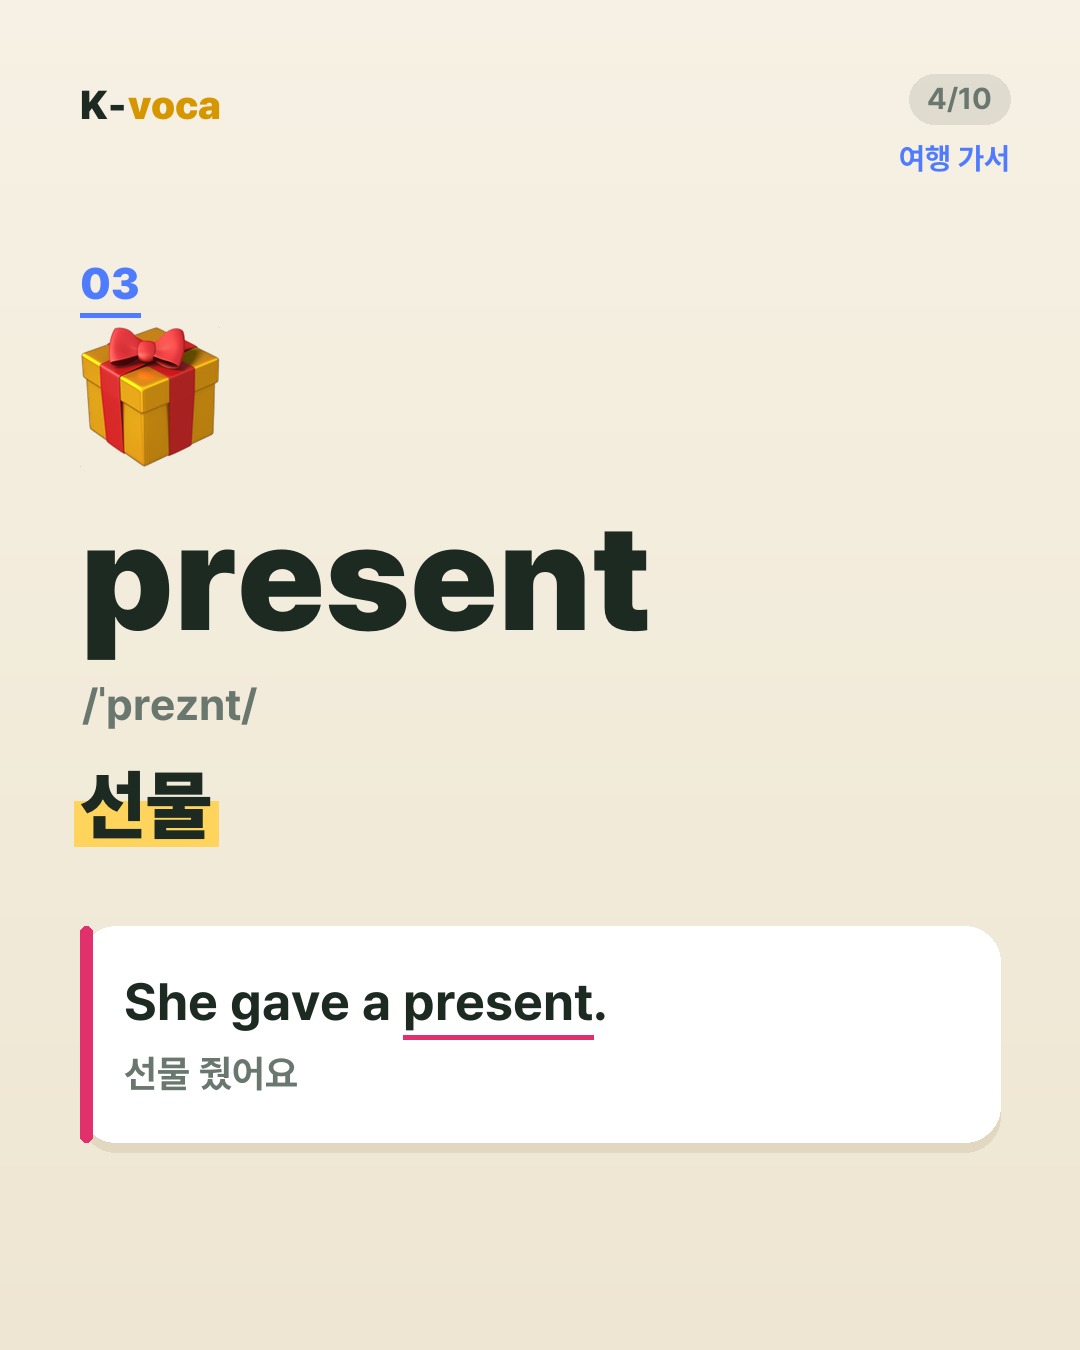 K-voca
4/10
여행 가서
03
present
/ˈpreznt/
선물
She gave a present.
선물 줬어요